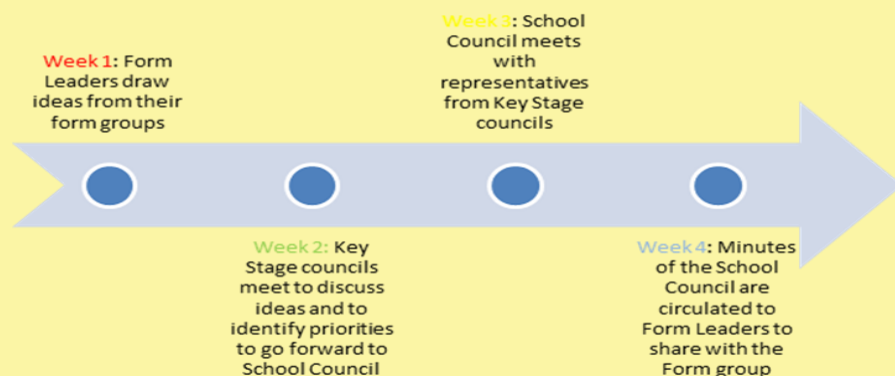 Week 1: Form
Leaders draw
ideas from their
form groups
Week 2: Key
Stage councils
meet to discuss
ideas and to
identify priorities
to go forward to
School Council
Week 3: School
Council meets
with
representatives
from Key Stage
councils
Week 4: Minutes
of the School
Council are
circulated to
Form Leaders to
share with the
Form group